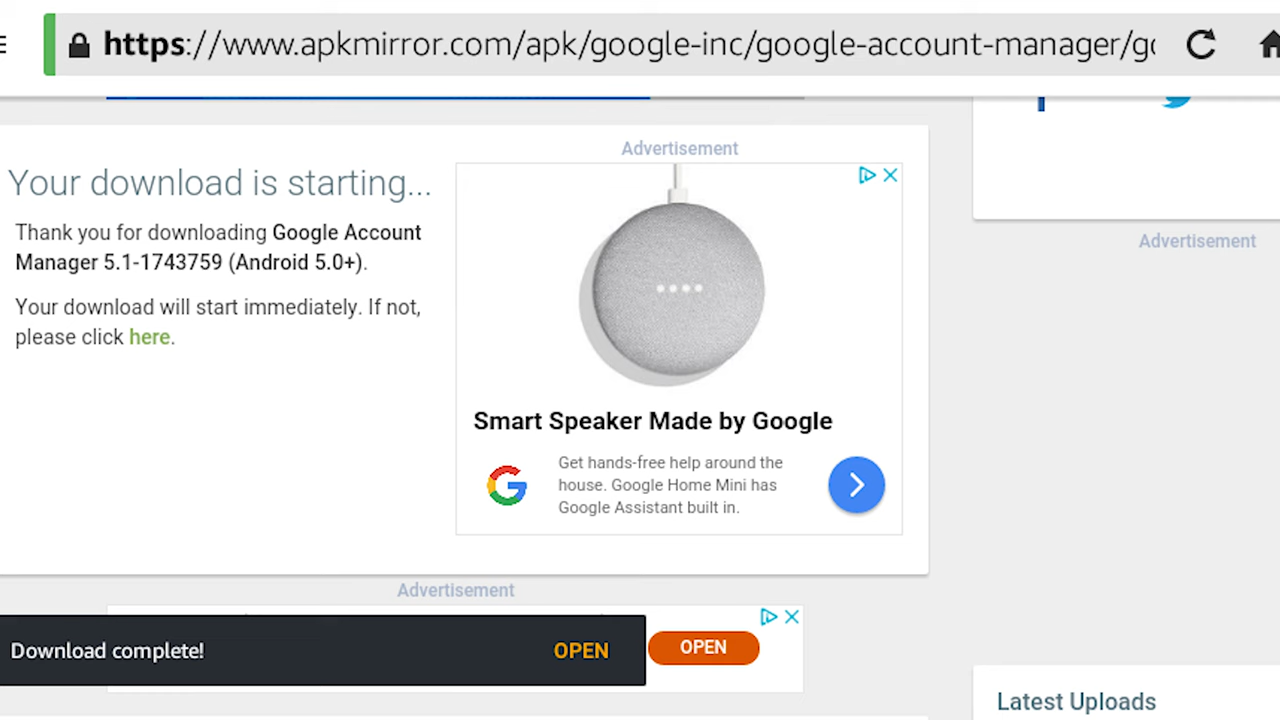 https://www.apkmirror.com/apk/google-inc/google-account-manager/go
Advertisement
Your download is starting...
Thank you for downloading Google Account
Manager 5.1-1743759 (Android 5.0+).
Your download will start immediately. If not,
please click here.
Smart Speaker Made by Google
Get hands-free help around the
house. Google Home Mini has
Google Assistant built in.
Advertisement
Advertisement
Download complete!
OPEN
OPEN
Latest Uploads